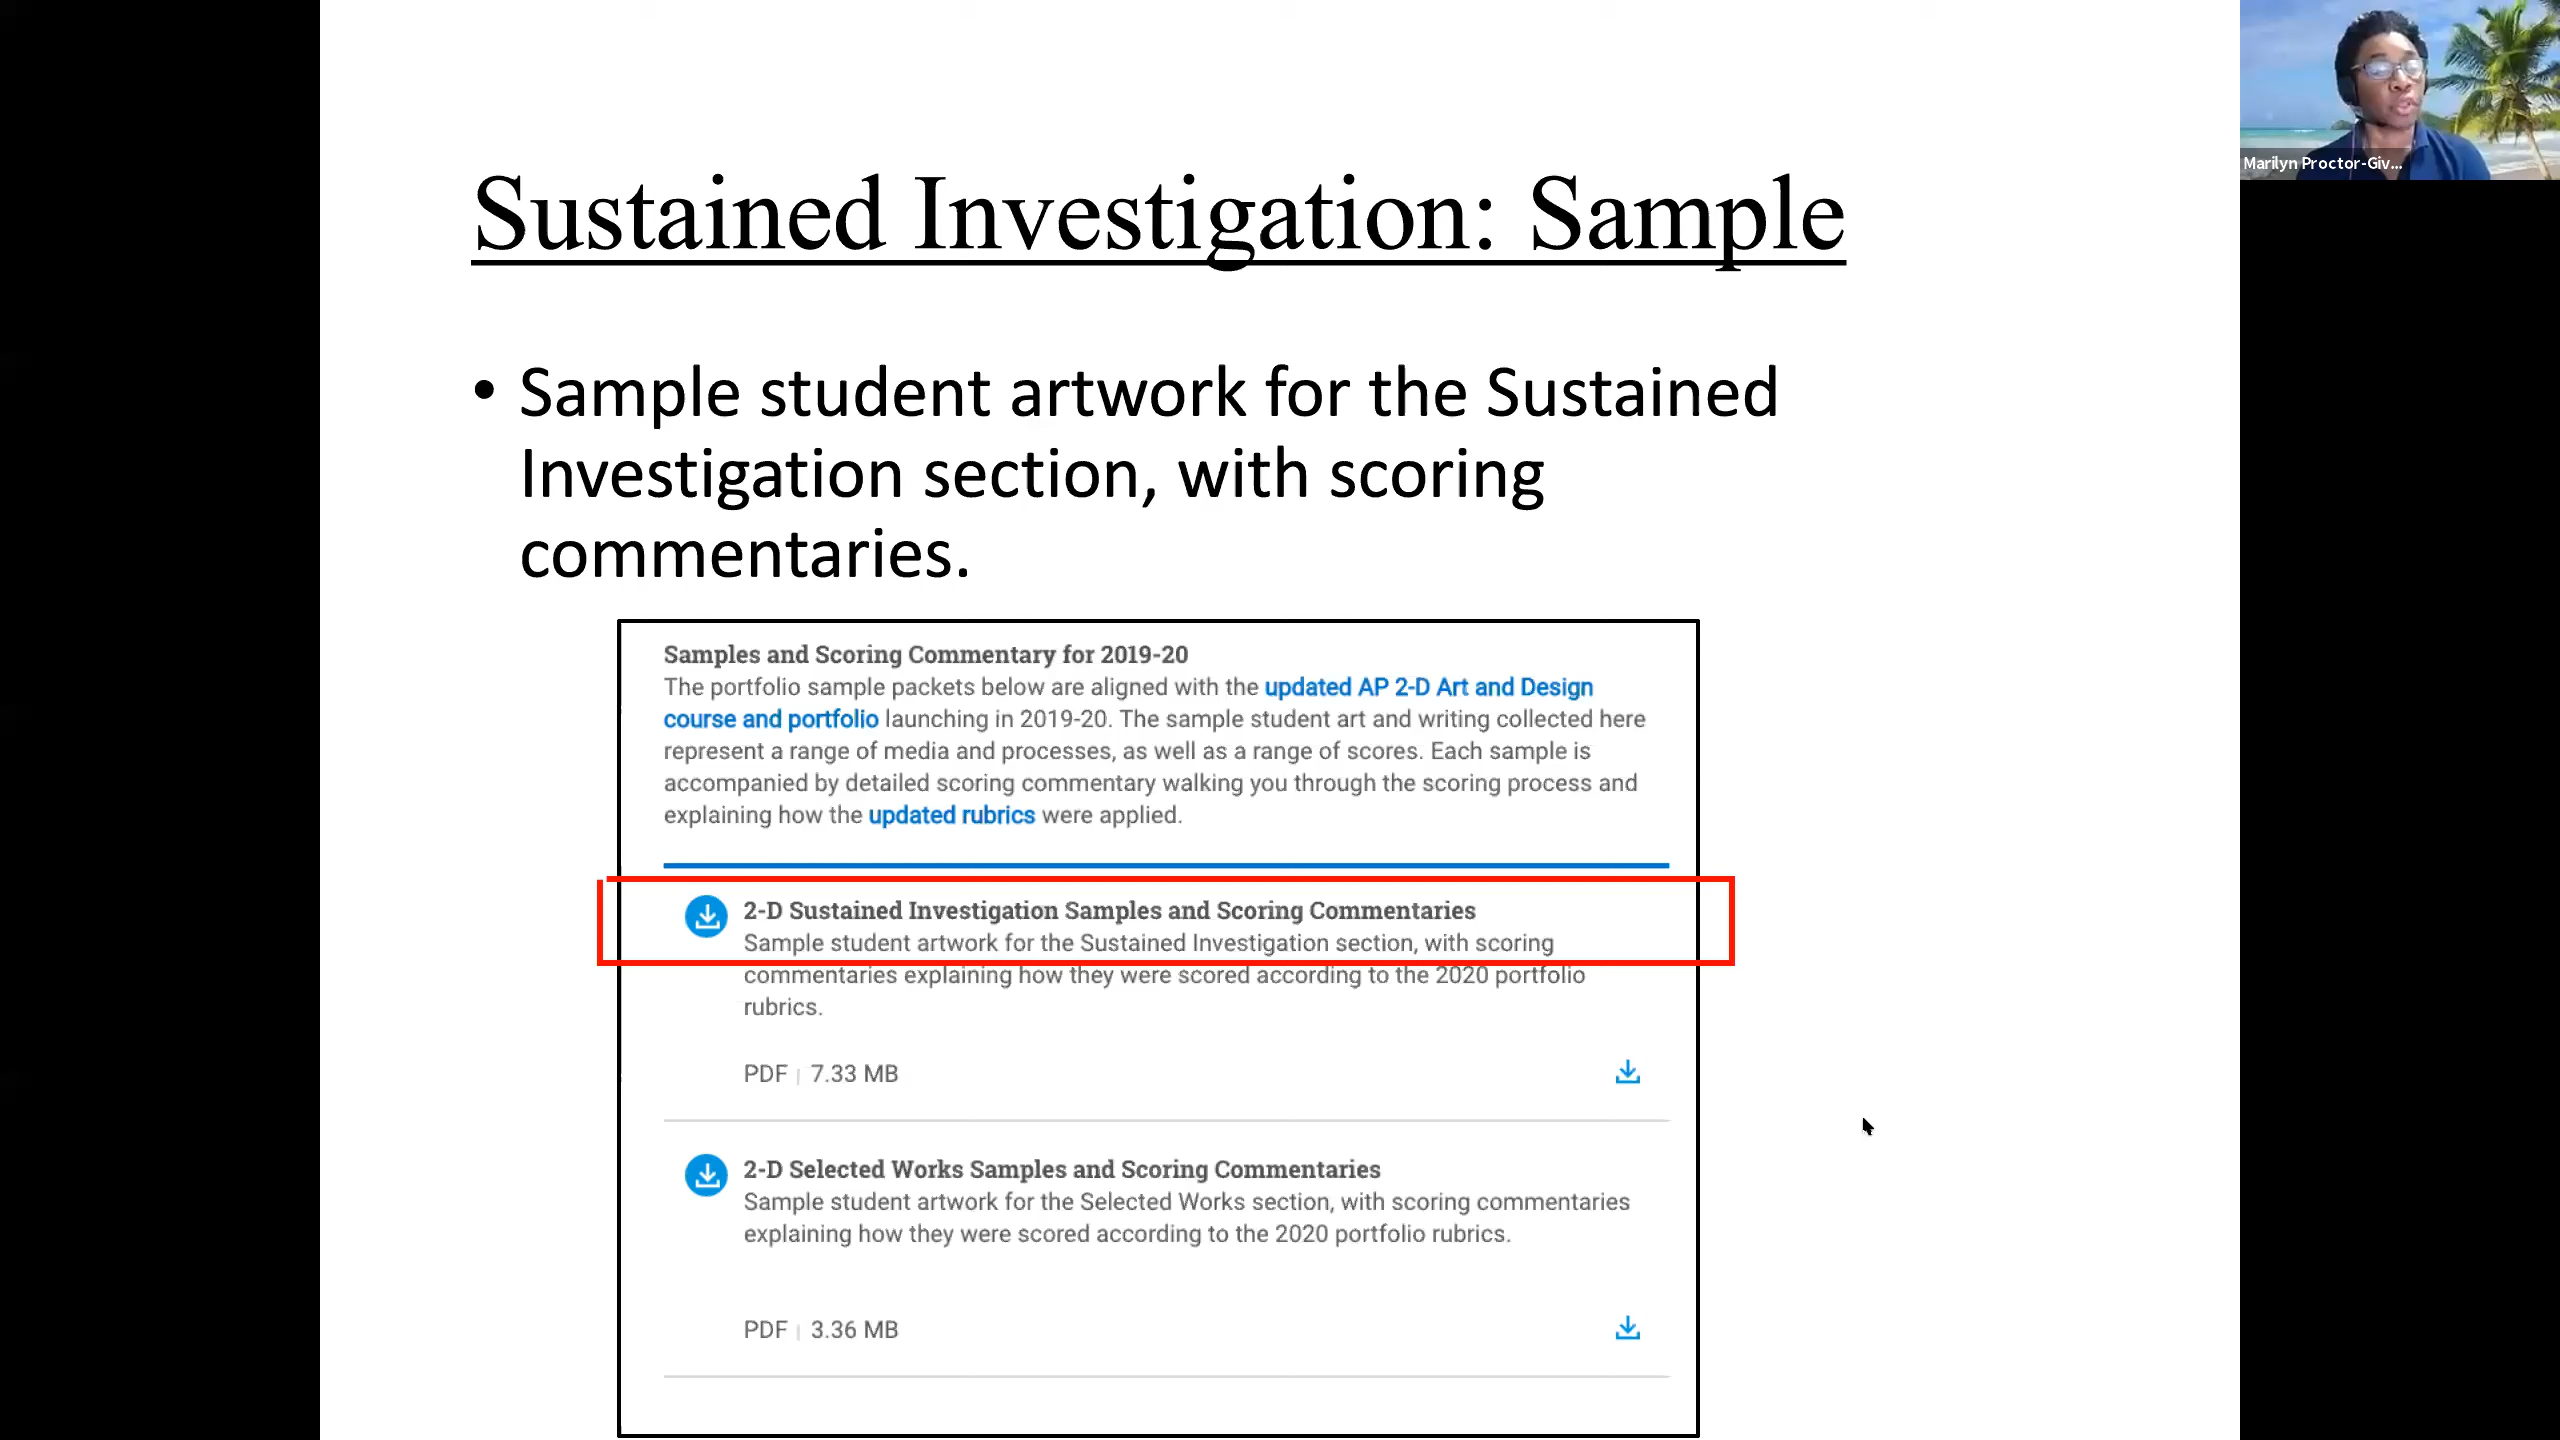 Marilyn Proctor-Giv...
Sustained Investigation: Sample
• Sample student artwork for the Sustained
Investigation section, with scoring
commentaries.
Samples and Scoring Commentary for 2019-20
The portfolio sample packets below are aligned with the updated AP 2-D Art and Design
course and portfolio launching in 2019-20. The sample student art and writing collected here
represent a range of media and processes, as well as a range of scores. Each sample is
accompanied by detailed scoring commentary walking you through the scoring process and
explaining how the updated rubrics were applied.
2-D Sustained Investigation Samples and Scoring Commentaries
Sample student artwork for the Sustained Investigation section, with scoring
commentaries explaining how they were scored according to the 2020 portfolio
rubrics.
PDF | 7.33 MB
2-D Selected Works Samples and Scoring Commentaries
Sample student artwork for the Selected Works section, with scoring commentaries
explaining how they were scored according to the 2020 portfolio rubrics.
PDF | 3.36 MB